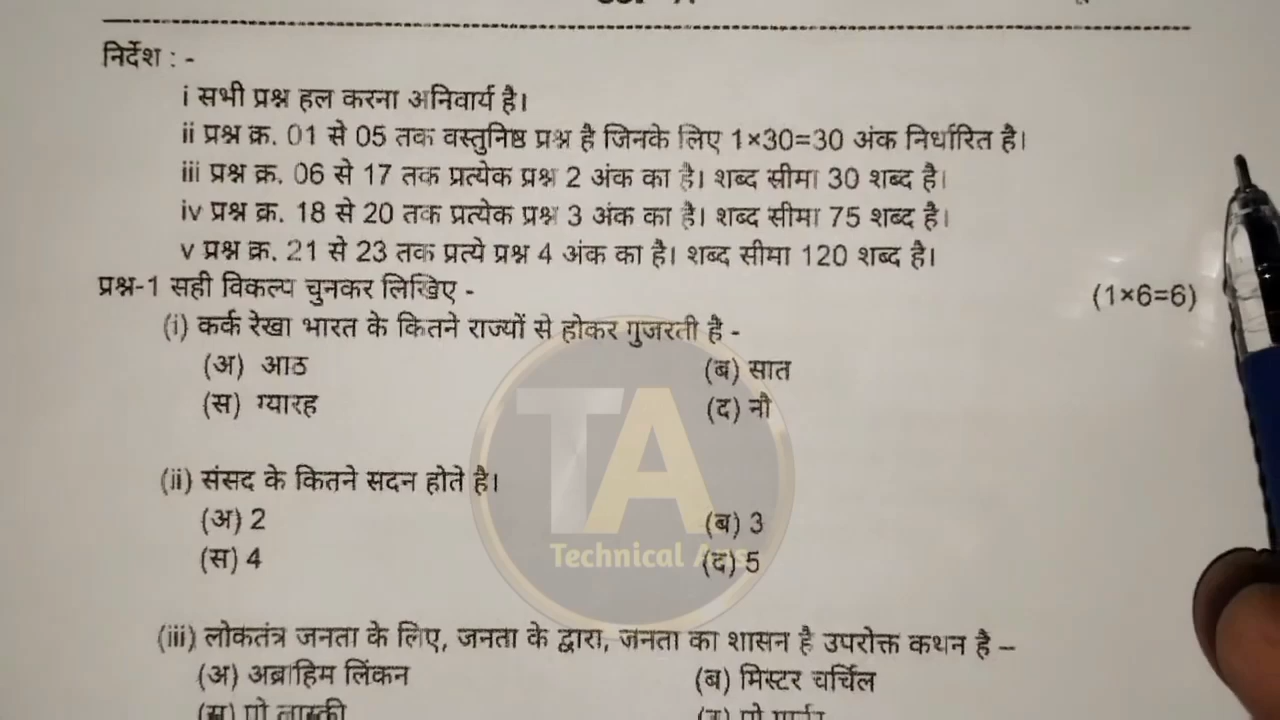 निर्देश : -
i सभी प्रश्न हल करना अनिवार्य है।
ii प्रश्न क्र. 01 से 05 तक वस्तुनिष्ठ प्रश्न है जिनके लिए 1×30=30 अंक निर्धारित है।
iii प्रश्न क्र. 06 से 17 तक प्रत्येक प्रश्न 2 अंक का है। शब्द सीमा 30 शब्द है।
iv प्रश्न क्र. 18 से 20 तक प्रत्येक प्रश्न 3 अंक का है। शब्द सीमा 75 शब्द है।
v प्रश्न क्र. 21 से 23 तक प्रत्ये प्रश्न 4 अंक का है। शब्द सीमा 120 शब्द है।
प्रश्न-1 सही विकल्प चुनकर लिखिए - (1×6=6)
(i) कर्क रेखा भारत के कितने राज्यों से होकर गुजरती है -
(अ) आठ (ब) सात
(स) ग्यारह (द) नौ
(ii) संसद के कितने सदन होते है।
(अ) 2 (ब) 3
(स) 4 (द) 5
TA
Technical
(iii) लोकतंत्र जनता के लिए, जनता के द्वारा, जनता का शासन है उपरोक्त कथन है –
(अ) अब्राहिम लिंकन (ब) मिस्टर चर्चिल
(स) प्रो लास्की